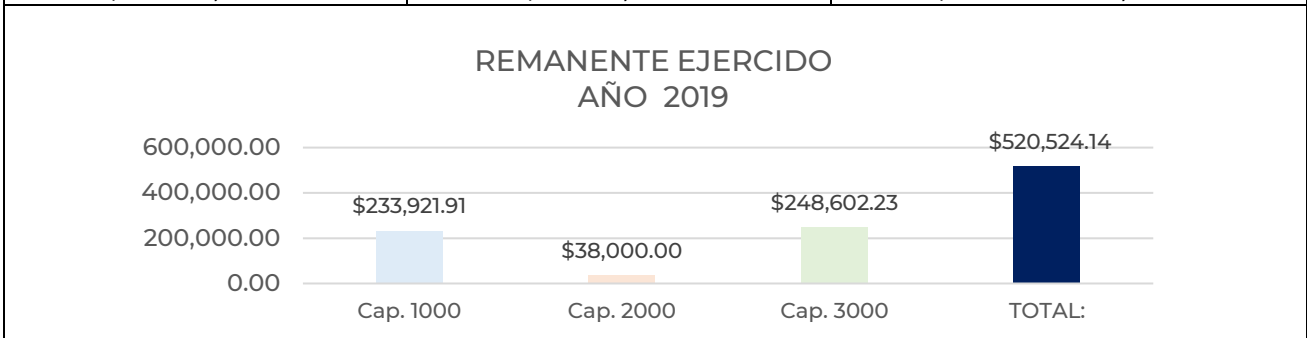 REMANENTE EJERCIDO
AÑO 2019
600,000.00
400,000.00
200,000.00
0.00
$233,921.91
$38,000.00
$248,602.23
$520,524.14
Cap. 1000
Cap. 2000
Cap. 3000
TOTAL: